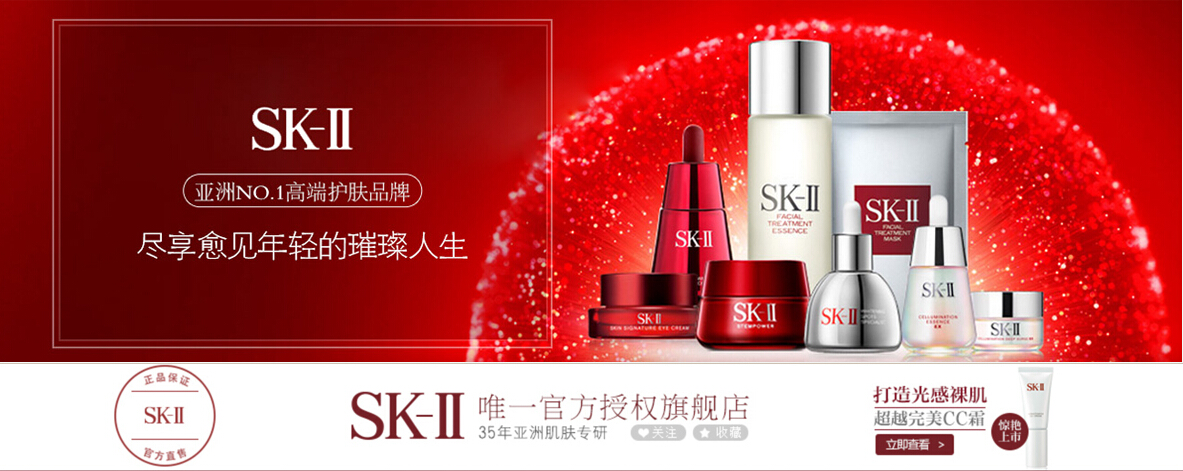 SK-II
亚洲NO.1高端护肤品牌
尽享愈见年轻的璀璨人生
SK-II
SK-II
FACIAL
TREATMENT
ESSENCE
SK-II
FACIAL
TREATMENT
MASK
SK-II
SKIN SIGNATURE EYE CREAM
SK-II
STEMPOWER
SK-II
SK-II
CELLUMINATION
ESSENCE
EX
SK-II
正品保证
SK-II
官方直售
SK-II
唯一官方授权旗舰店
35年亚洲肌肤专研
关注
收藏
打造光感裸肌
超越完美CC霜
立即查看 >
惊艳
上市
SK-II